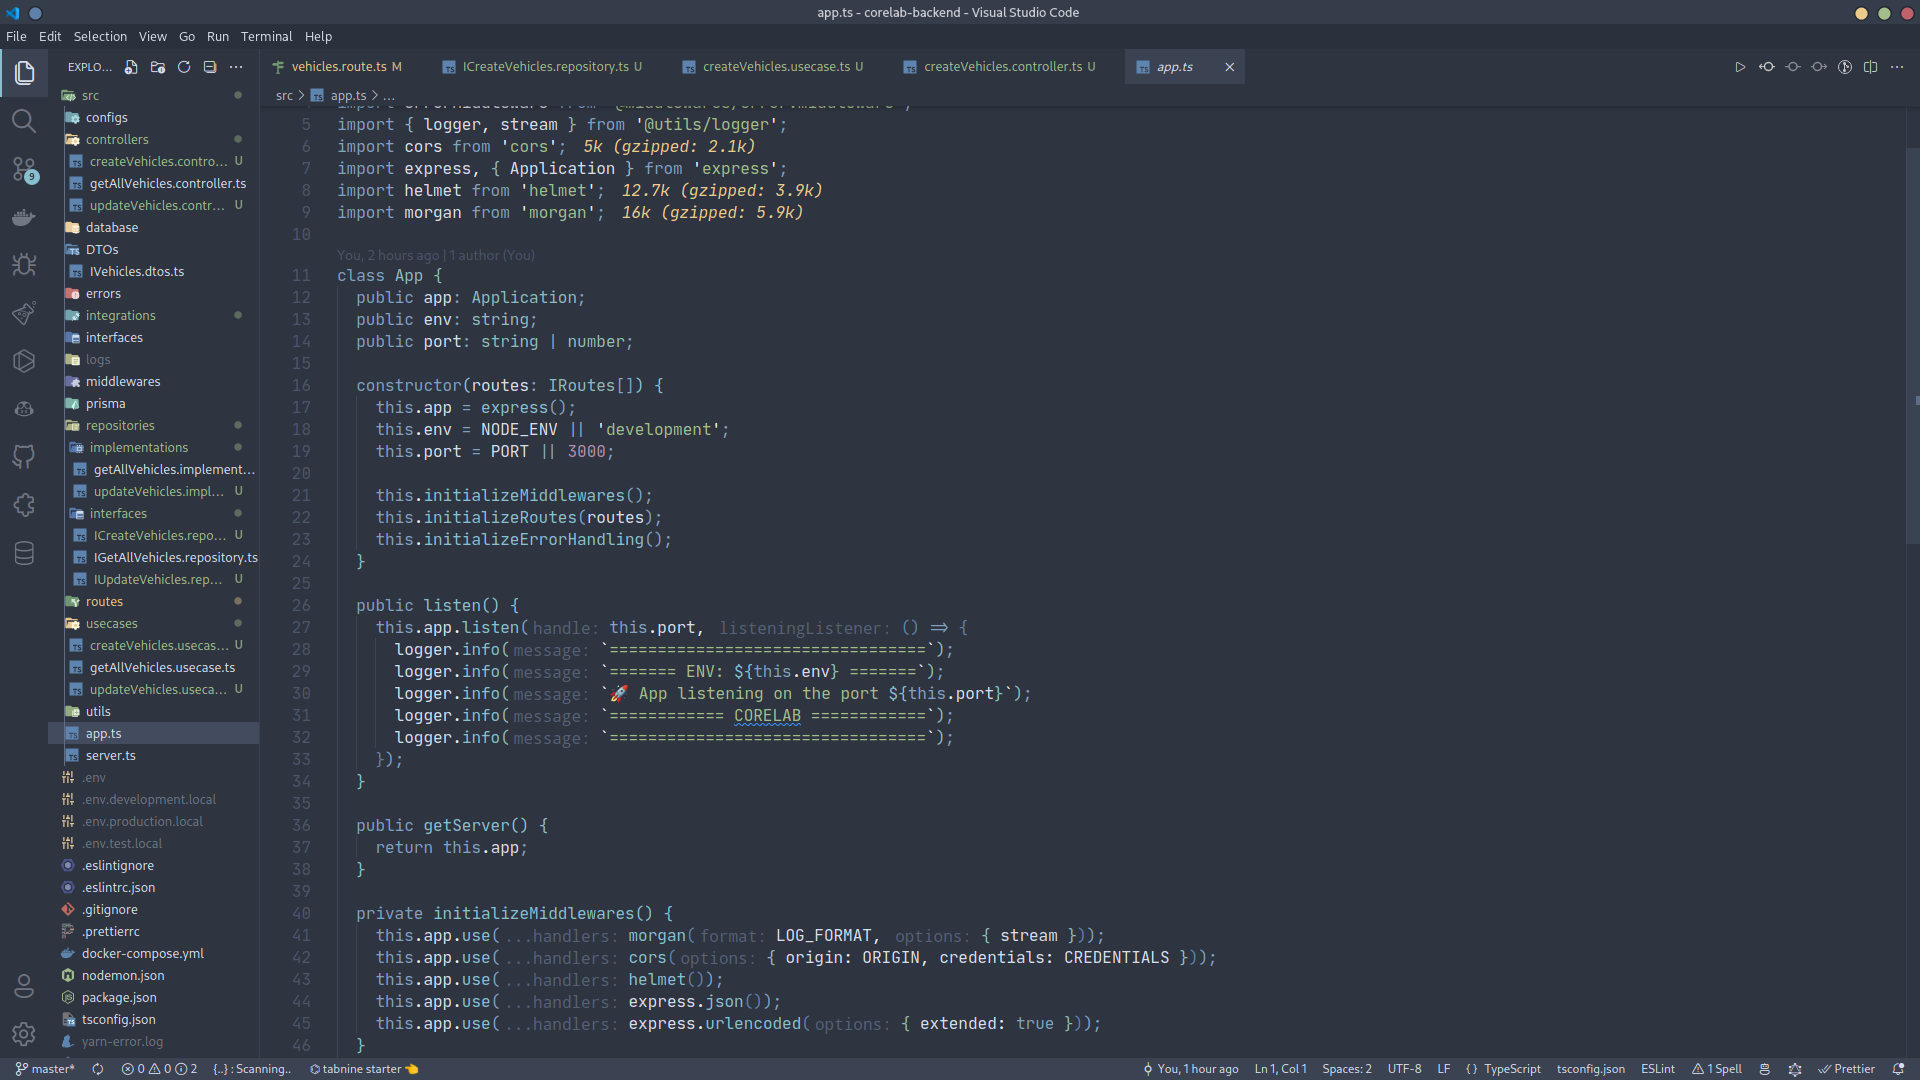 app.ts - corelab-backend - Visual Studio Code
File Edit Selection View Go Run Terminal Help
EXPLO...
vehicles.route.ts M
ICreateVehicles.repository.ts U
createVehicles.usecase.ts U
createVehicles.controller.ts U
app.ts
src > app.ts > ...
src
configs
controllers
createVehicles.contro... U
getAllVehicles.controller.ts
updateVehicles.contr... U
database
DTOs
IVehicles.dtos.ts
errors
integrations
interfaces
logs
middlewares
prisma
repositories
implementations
getAllVehicles.implement...
updateVehicles.impl... U
interfaces
ICreateVehicles.repo... U
IGetAllVehicles.repository.ts
IUpdateVehicles.rep... U
routes
usecases
createVehicles.usecas... U
getAllVehicles.usecase.ts
updateVehicles.useca... U
utils
app.ts
server.ts
.env
.env.development.local
.env.production.local
.env.test.local
.eslintignore
.eslintrc.json
.gitignore
.prettierrc
docker-compose.yml
nodemon.json
package.json
tsconfig.json
yarn-error.log
9
5 import { logger, stream } from '@utils/logger';
6 import cors from 'cors'; 5k (gzipped: 2.1k)
7 import express, { Application } from 'express';
8 import helmet from 'helmet'; 12.7k (gzipped: 3.9k)
9 import morgan from 'morgan'; 16k (gzipped: 5.9k)
10
You, 2 hours ago | 1 author (You)
11 class App {
12 public app: Application;
13 public env: string;
14 public port: string | number;
15
16 constructor(routes: IRoutes[]) {
17 this.app = express();
18 this.env = NODE_ENV || 'development';
19 this.port = PORT || 3000;
20
21 this.initializeMiddlewares();
22 this.initializeRoutes(routes);
23 this.initializeErrorHandling();
24 }
25
26 public listen() {
27 this.app.listen(handle: this.port, listeningListener: () => {
28 logger.info(message: `=================================`);
29 logger.info(message: `======= ENV: ${this.env} =======`);
30 logger.info(message: `🚀 App listening on the port ${this.port}`);
31 logger.info(message: `============ CORELAB ============`);
32 logger.info(message: `=================================`);
33 });
34 }
35
36 public getServer() {
37 return this.app;
38 }
39
40 private initializeMiddlewares() {
41 this.app.use(...handlers: morgan(format: LOG_FORMAT, options: { stream }));
42 this.app.use(...handlers: cors(options: { origin: ORIGIN, credentials: CREDENTIALS }));
43 this.app.use(...handlers: helmet());
44 this.app.use(...handlers: express.json());
45 this.app.use(...handlers: express.urlencoded(options: { extended: true }));
46 }
master* 0 0 2 {..} : Scanning.. tabnine starter 👈 You, 1 hour ago Ln 1, Col 1 Spaces: 2 UTF-8 LF {} TypeScript tsconfig.json ESLint 1 Spell Prettier